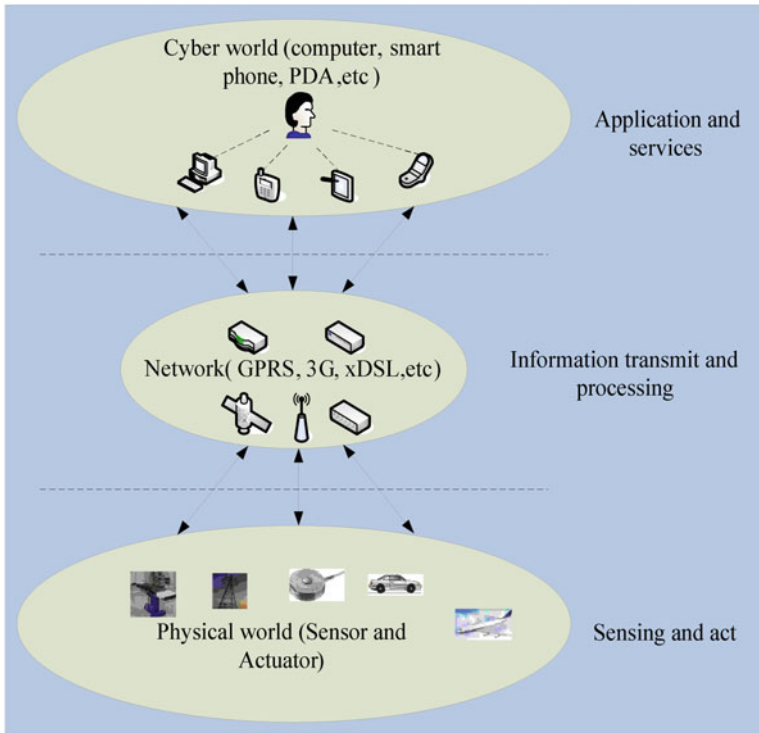 Cyber world (computer, smart
phone, PDA,etc )
Application and
services
Network( GPRS, 3G, xDSL,etc)
Information transmit and
processing
Physical world (Sensor and
Actuator)
Sensing and act